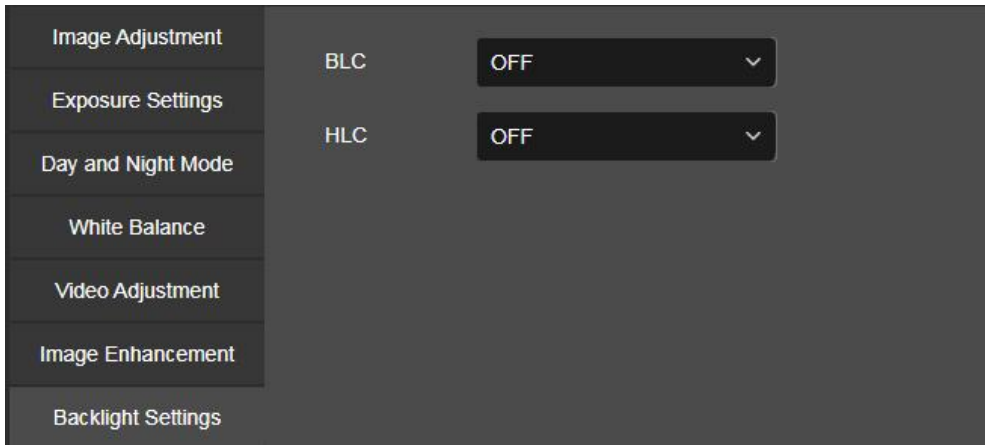 Image Adjustment
Exposure Settings
Day and Night Mode
White Balance
Video Adjustment
Image Enhancement
Backlight Settings
BLC OFF
HLC OFF